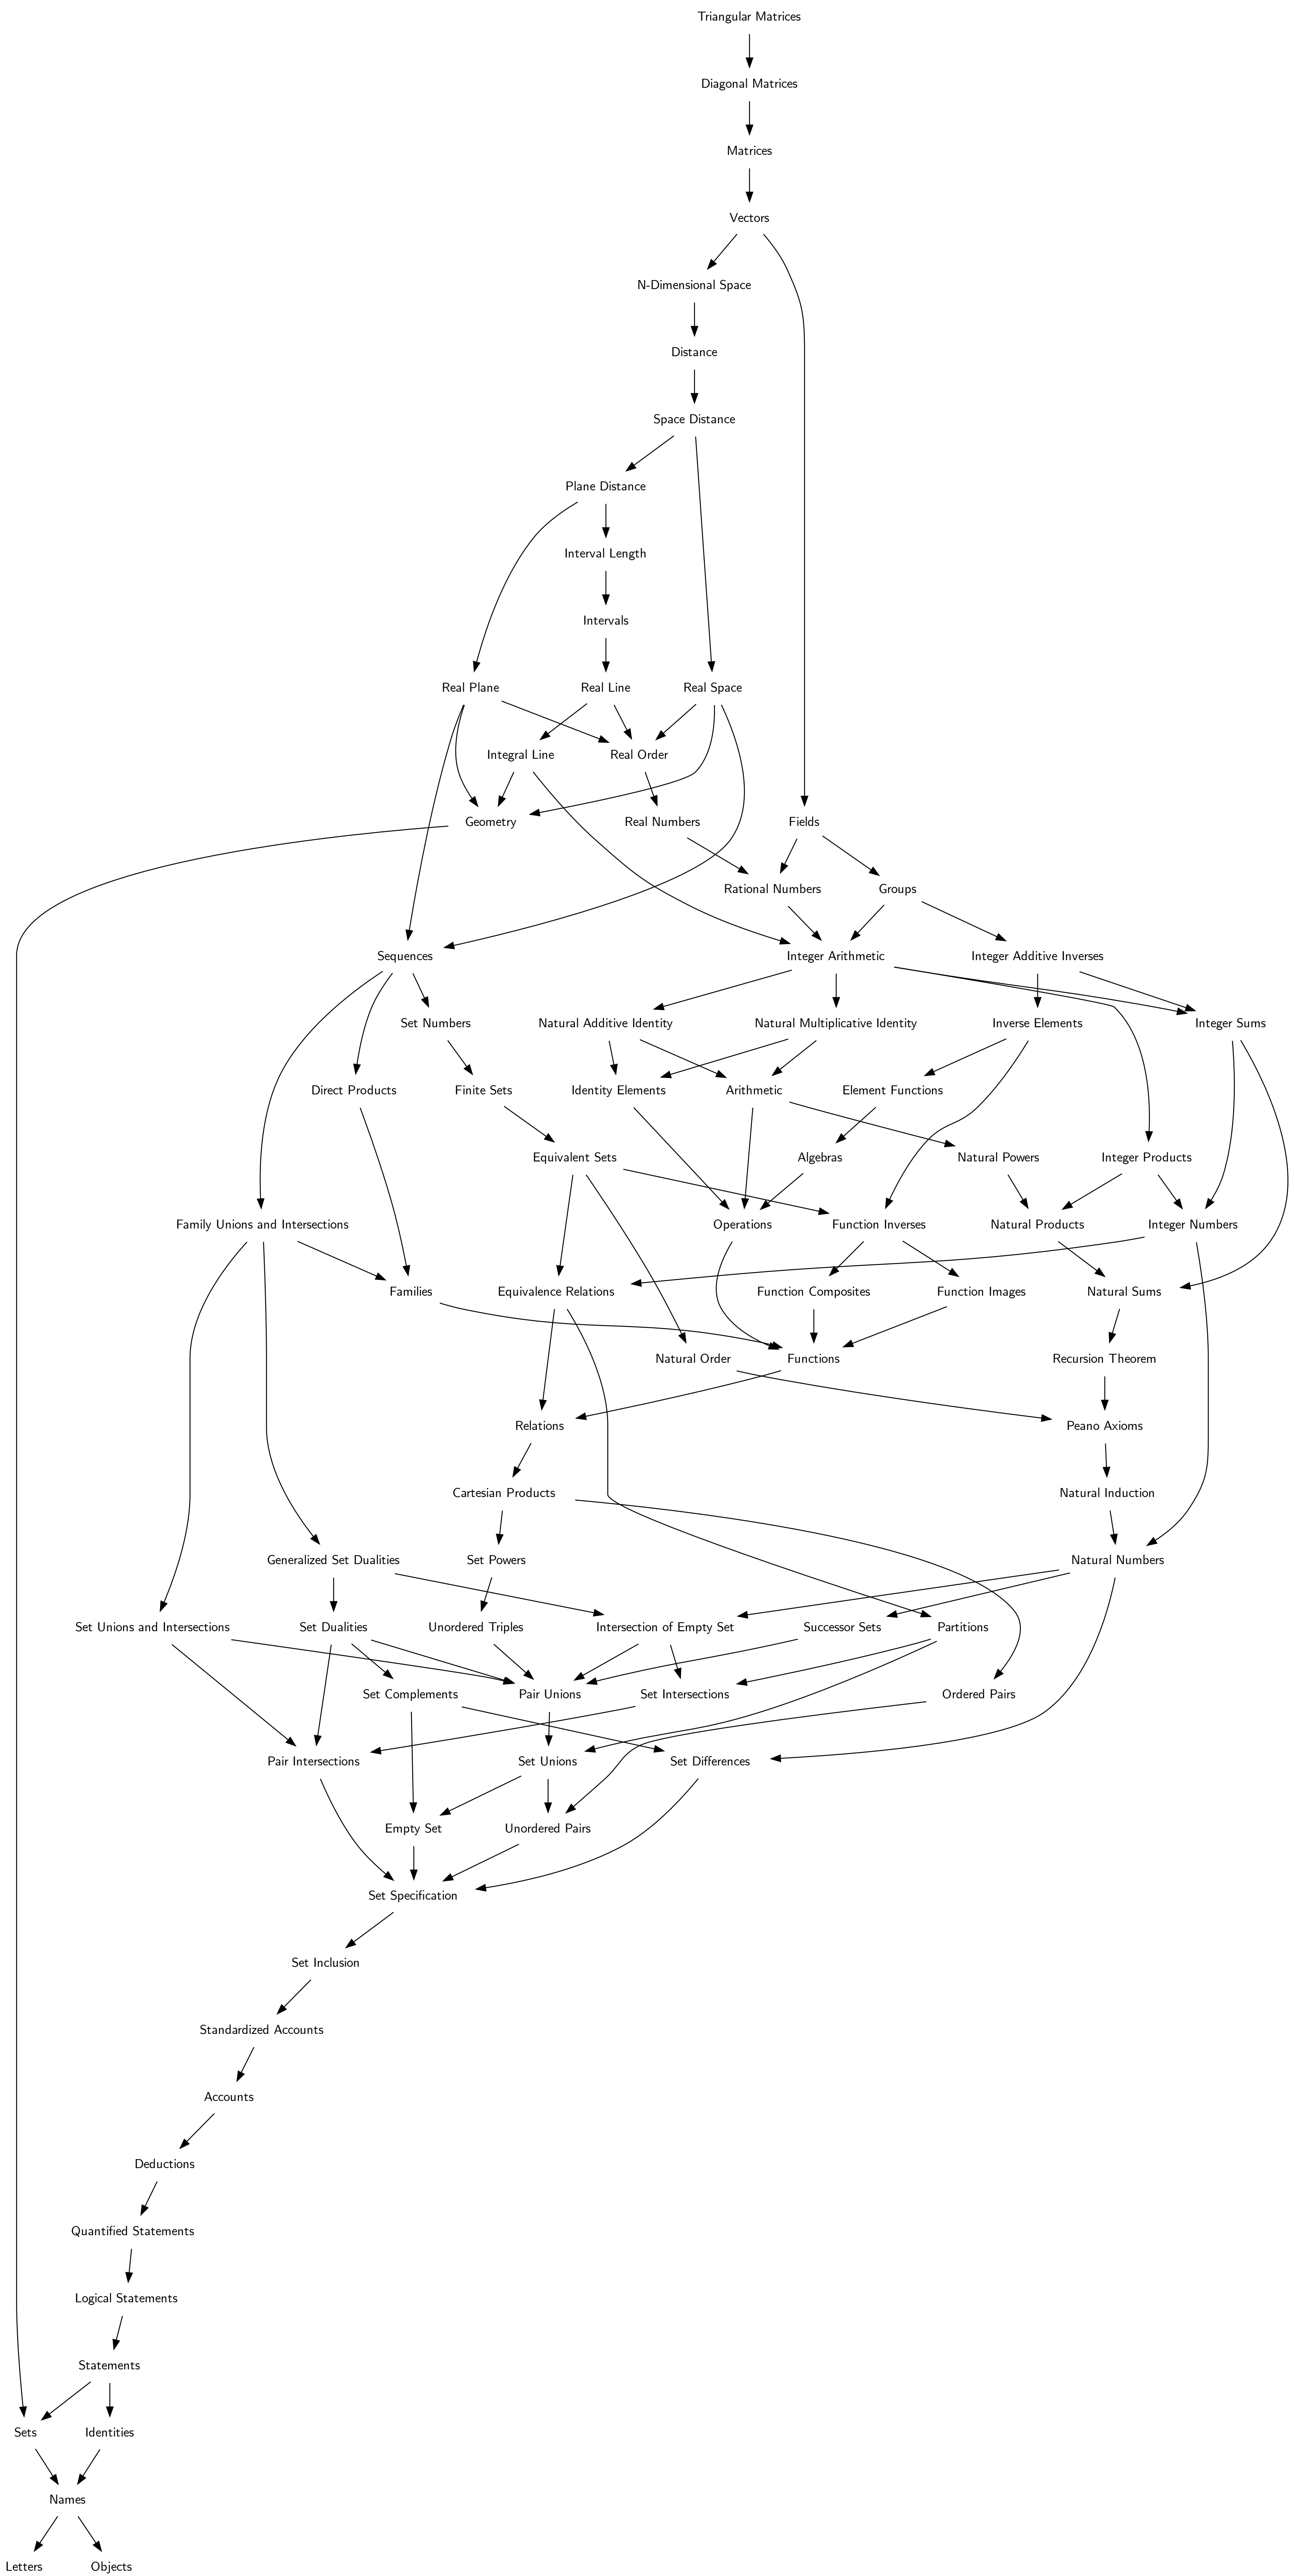 Triangular Matrices
Diagonal Matrices
Matrices
Vectors
N-Dimensional Space
Distance
Space Distance
Plane Distance
Interval Length
Intervals
Real Plane
Real Line
Real Space
Integral Line
Real Order
Geometry
Real Numbers
Fields
Rational Numbers
Groups
Sequences
Integer Arithmetic
Integer Additive Inverses
Set Numbers
Natural Additive Identity
Natural Multiplicative Identity
Inverse Elements
Integer Sums
Direct Products
Finite Sets
Identity Elements
Arithmetic
Element Functions
Equivalent Sets
Algebras
Natural Powers
Integer Products
Family Unions and Intersections
Operations
Function Inverses
Natural Products
Integer Numbers
Families
Equivalence Relations
Function Composites
Function Images
Natural Sums
Natural Order
Functions
Recursion Theorem
Relations
Peano Axioms
Cartesian Products
Natural Induction
Generalized Set Dualities
Set Powers
Natural Numbers
Set Unions and Intersections
Set Dualities
Unordered Triples
Intersection of Empty Set
Successor Sets
Partitions
Set Complements
Pair Unions
Set Intersections
Ordered Pairs
Pair Intersections
Set Unions
Set Differences
Empty Set
Unordered Pairs
Set Specification
Set Inclusion
Standardized Accounts
Accounts
Deductions
Quantified Statements
Logical Statements
Statements
Sets
Identities
Names
Letters
Objects